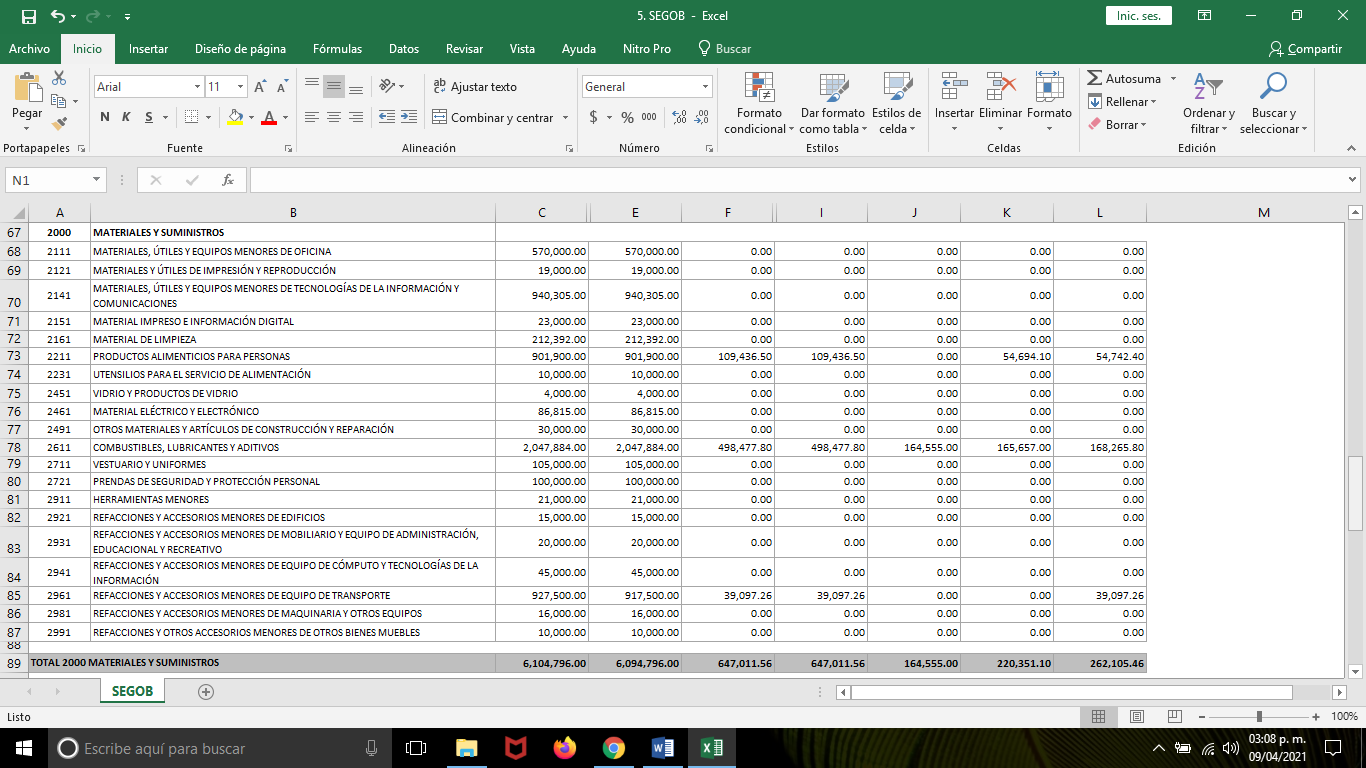 5. SEGOB - Excel
Inic. ses.
Archivo Inicio Insertar Diseño de página Fórmulas Datos Revisar Vista Ayuda Nitro Pro Buscar Compartir
Pegar
Arial 11
N K S
A A
A
ab Ajustar texto
Combinar y centrar
General
$ % 000
Formato condicional
Dar formato como tabla
Estilos de celda
Insertar Eliminar Formato
Autosuma
Rellenar
Borrar
Ordenar y filtrar
Buscar y seleccionar
Portapapeles Fuente Alineación Número Estilos Celdas Edición
N1 fx
A B C E F I J K L M
67 2000 MATERIALES Y SUMINISTROS
68 2111 MATERIALES, ÚTILES Y EQUIPOS MENORES DE OFICINA 570,000.00 570,000.00 0.00 0.00 0.00 0.00 0.00
69 2121 MATERIALES Y ÚTILES DE IMPRESIÓN Y REPRODUCCIÓN 19,000.00 19,000.00 0.00 0.00 0.00 0.00 0.00
70 2141 MATERIALES, ÚTILES Y EQUIPOS MENORES DE TECNOLOGÍAS DE LA INFORMACIÓN Y
COMUNICACIONES 940,305.00 940,305.00 0.00 0.00 0.00 0.00 0.00
71 2151 MATERIAL IMPRESO E INFORMACIÓN DIGITAL 23,000.00 23,000.00 0.00 0.00 0.00 0.00 0.00
72 2161 MATERIAL DE LIMPIEZA 212,392.00 212,392.00 0.00 0.00 0.00 0.00 0.00
73 2211 PRODUCTOS ALIMENTICIOS PARA PERSONAS 901,900.00 901,900.00 109,436.50 109,436.50 0.00 54,694.10 54,742.40
74 2231 UTENSILIOS PARA EL SERVICIO DE ALIMENTACIÓN 10,000.00 10,000.00 0.00 0.00 0.00 0.00 0.00
75 2451 VIDRIO Y PRODUCTOS DE VIDRIO 4,000.00 4,000.00 0.00 0.00 0.00 0.00 0.00
76 2461 MATERIAL ELÉCTRICO Y ELECTRÓNICO 86,815.00 86,815.00 0.00 0.00 0.00 0.00 0.00
77 2491 OTROS MATERIALES Y ARTÍCULOS DE CONSTRUCCIÓN Y REPARACIÓN 30,000.00 30,000.00 0.00 0.00 0.00 0.00 0.00
78 2611 COMBUSTIBLES, LUBRICANTES Y ADITIVOS 2,047,884.00 2,047,884.00 498,477.80 498,477.80 164,555.00 165,657.00 168,265.80
79 2711 VESTUARIO Y UNIFORMES 105,000.00 105,000.00 0.00 0.00 0.00 0.00 0.00
80 2721 PRENDAS DE SEGURIDAD Y PROTECCIÓN PERSONAL 100,000.00 100,000.00 0.00 0.00 0.00 0.00 0.00
81 2911 HERRAMIENTAS MENORES 21,000.00 21,000.00 0.00 0.00 0.00 0.00 0.00
82 2921 REFACCIONES Y ACCESORIOS MENORES DE EDIFICIOS 15,000.00 15,000.00 0.00 0.00 0.00 0.00 0.00
83 2931 REFACCIONES Y ACCESORIOS MENORES DE MOBILIARIO Y EQUIPO DE ADMINISTRACIÓN,
EDUCACIONAL Y RECREATIVO 20,000.00 20,000.00 0.00 0.00 0.00 0.00 0.00
84 2941 REFACCIONES Y ACCESORIOS MENORES DE EQUIPO DE CÓMPUTO Y TECNOLOGÍAS DE LA
INFORMACIÓN 45,000.00 45,000.00 0.00 0.00 0.00 0.00 0.00
85 2961 REFACCIONES Y ACCESORIOS MENORES DE EQUIPO DE TRANSPORTE 927,500.00 917,500.00 39,097.26 39,097.26 0.00 0.00 39,097.26
86 2981 REFACCIONES Y ACCESORIOS MENORES DE MAQUINARIA Y OTROS EQUIPOS 16,000.00 16,000.00 0.00 0.00 0.00 0.00 0.00
87 2991 REFACCIONES Y OTROS ACCESORIOS MENORES DE OTROS BIENES MUEBLES 10,000.00 10,000.00 0.00 0.00 0.00 0.00 0.00
88
89 TOTAL 2000 MATERIALES Y SUMINISTROS 6,104,796.00 6,094,796.00 647,011.56 647,011.56 164,555.00 220,351.10 262,105.46
SEGOB
Listo 100%
Escribe aquí para buscar
03:08 p. m.
09/04/2021